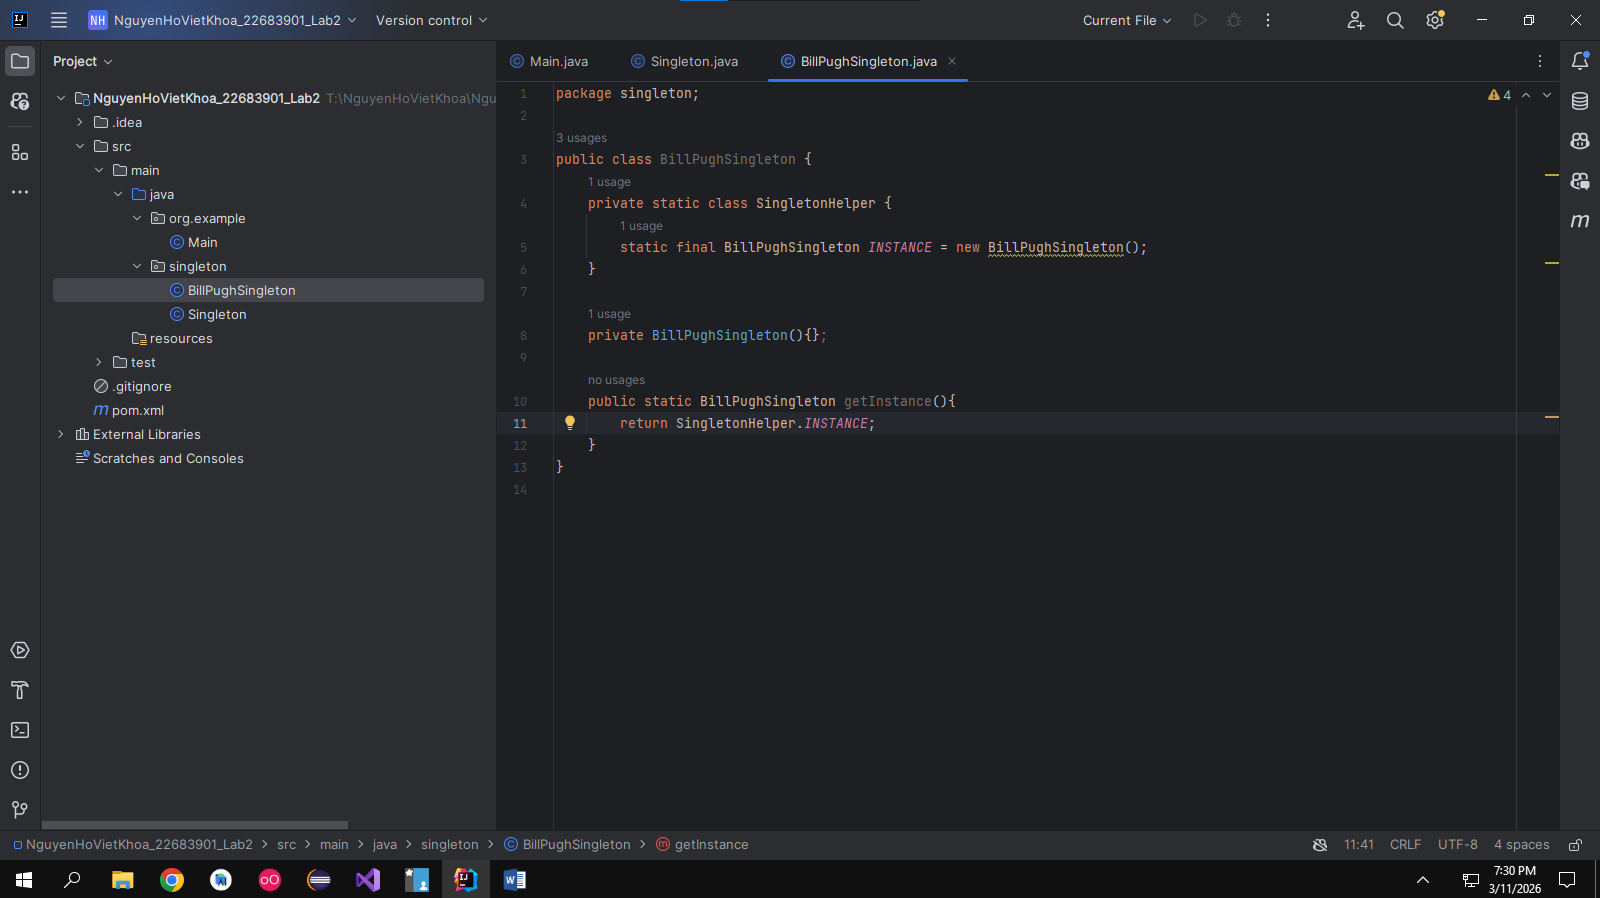 NH NguyenHoVietKhoa_22683901_Lab2 Version control Current File
Project
NguyenHoVietKhoa_22683901_Lab2 T:\NguyenHoVietKhoa\Ngu
.idea
src
main
java
org.example
Main
singleton
BillPughSingleton
Singleton
resources
test
.gitignore
pom.xml
External Libraries
Scratches and Consoles
Main.java Singleton.java BillPughSingleton.java
4
1 package singleton;
2
3 usages
3 public class BillPughSingleton {
1 usage
4 private static class SingletonHelper {
1 usage
5 static final BillPughSingleton INSTANCE = new BillPughSingleton();
6 }
7
1 usage
8 private BillPughSingleton(){};
9
no usages
10 public static BillPughSingleton getInstance(){
11 return SingletonHelper.INSTANCE;
12 }
13 }
14
NguyenHoVietKhoa_22683901_Lab2 > src > main > java > singleton > BillPughSingleton > getInstance 11:41 CRLF UTF-8 4 spaces
7:30 PM
3/11/2026